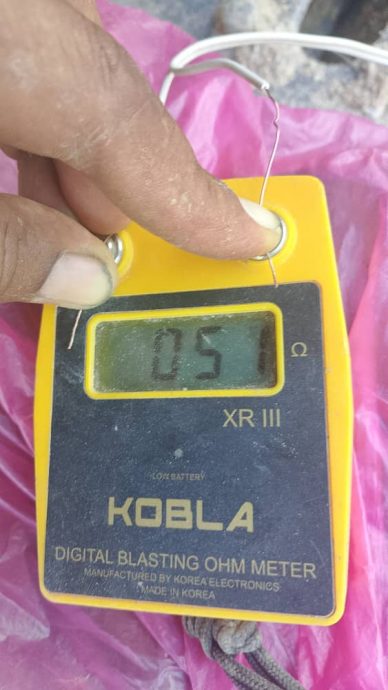 051 Ω
XR III
LOW BATTERY
KOBLA
DIGITAL BLASTING OHM METER
MANUFACTURED BY KOREA ELECTRONICS
MADE IN KOREA